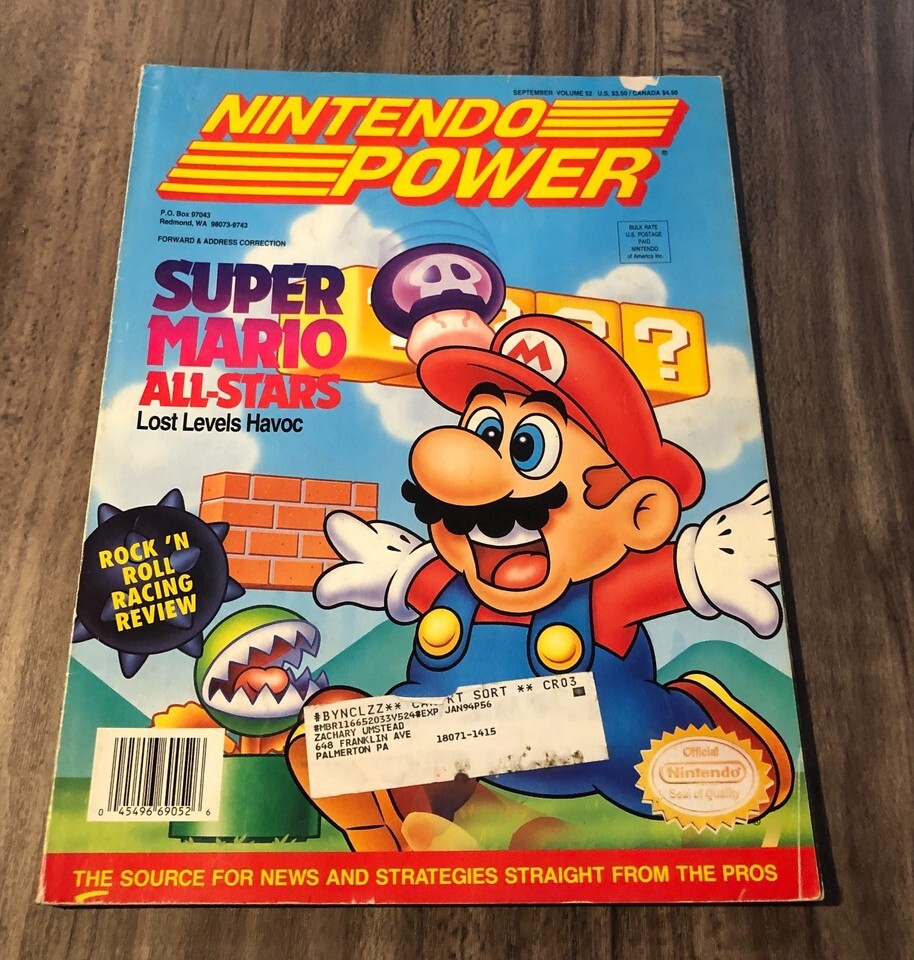 SEPTEMBER VOLUME 52 U.S. $3.50 / CANADA $4.50
NINTENDO
POWER®
P.O. Box 97043
Redmond, WA 98073-9743
FORWARD & ADDRESS CORRECTION
BULK RATE
U.S. POSTAGE
PAID
NINTENDO
of America Inc.
SUPER
MARIO
ALL-STARS
Lost Levels Havoc
? ? ?
M
ROCK 'N
ROLL
RACING
REVIEW
#BYNCLZZ** RT SORT ** CR03
#MBR116652033V524#EXP JAN94P56
ZACHARY UMSTEAD
648 FRANKLIN AVE 18071-1415
PALMERTON PA
Official
Nintendo
Seal of Quality
0 45496 69052 6
THE SOURCE FOR NEWS AND STRATEGIES STRAIGHT FROM THE PROS